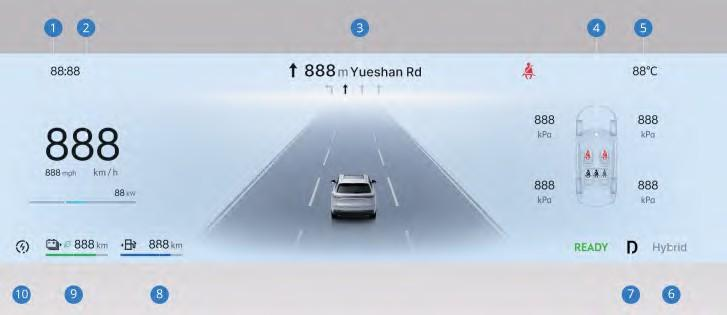 1 2 3 4 5
88:88 888 m Yueshan Rd 88°C
888 888
kPa kPa
888
888 mph km/h
88 kW
888 888
kPa kPa
888 km 888 km READY D Hybrid
10 9 8 7 6